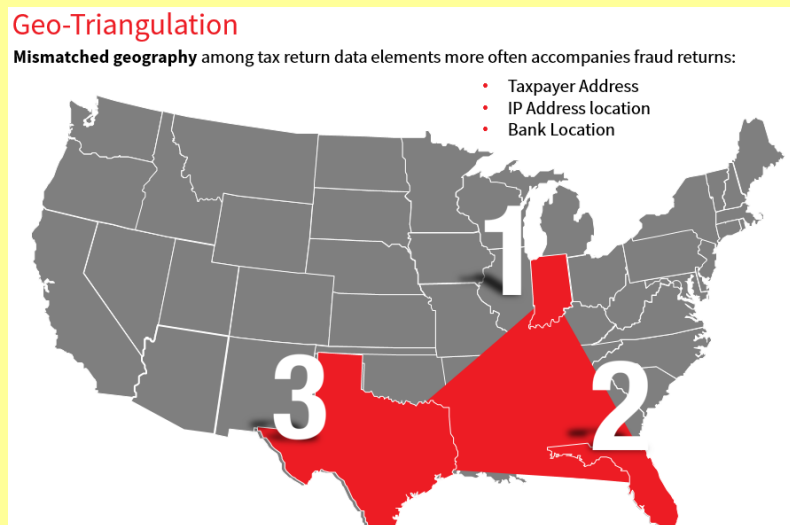 Geo-Triangulation
Mismatched geography among tax return data elements more often accompanies fraud returns:
• Taxpayer Address
• IP Address location
• Bank Location
1
2
3